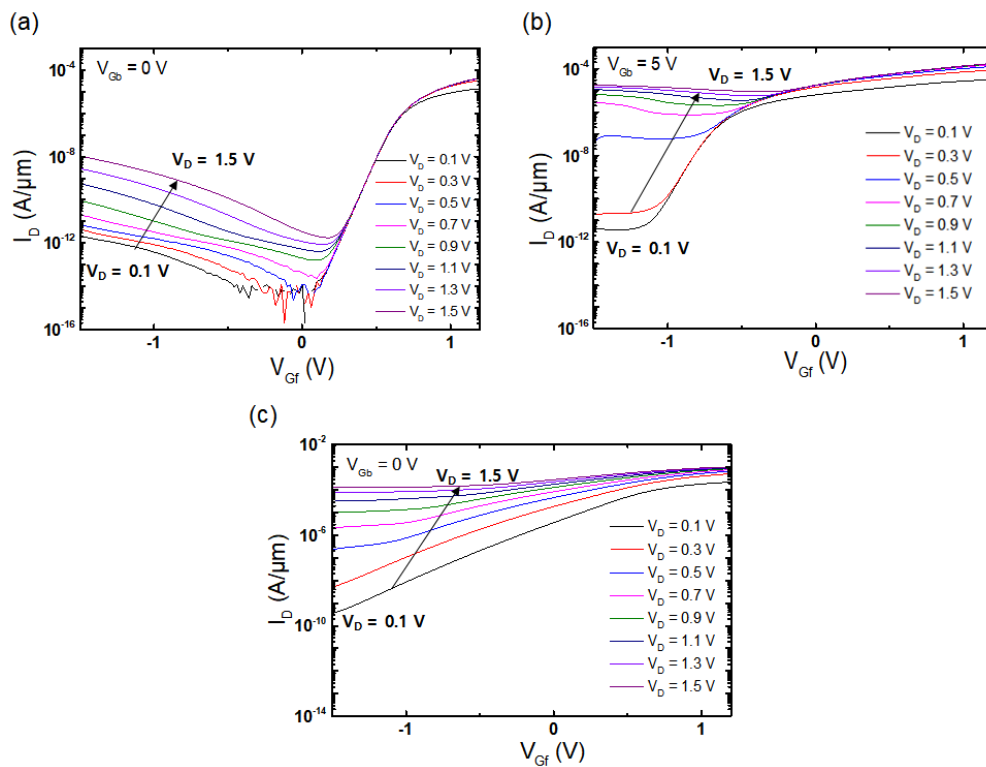 (a)
V_Gb = 0 V
V_D = 1.5 V
V_D = 0.1 V
10^-4
10^-8
10^-12
10^-16
I_D (A/μm)
-1
0
1
V_Gf (V)
V_D = 0.1 V
V_D = 0.3 V
V_D = 0.5 V
V_D = 0.7 V
V_D = 0.9 V
V_D = 1.1 V
V_D = 1.3 V
V_D = 1.5 V
(b)
V_Gb = 5 V
V_D = 1.5 V
V_D = 0.1 V
10^-4
10^-8
10^-12
10^-16
I_D (A/μm)
-1
0
1
V_Gf (V)
V_D = 0.1 V
V_D = 0.3 V
V_D = 0.5 V
V_D = 0.7 V
V_D = 0.9 V
V_D = 1.1 V
V_D = 1.3 V
V_D = 1.5 V
(c)
V_Gb = 0 V
V_D = 1.5 V
V_D = 0.1 V
10^-2
10^-6
10^-10
10^-14
I_D (A/μm)
-1
0
1
V_Gf (V)
V_D = 0.1 V
V_D = 0.3 V
V_D = 0.5 V
V_D = 0.7 V
V_D = 0.9 V
V_D = 1.1 V
V_D = 1.3 V
V_D = 1.5 V